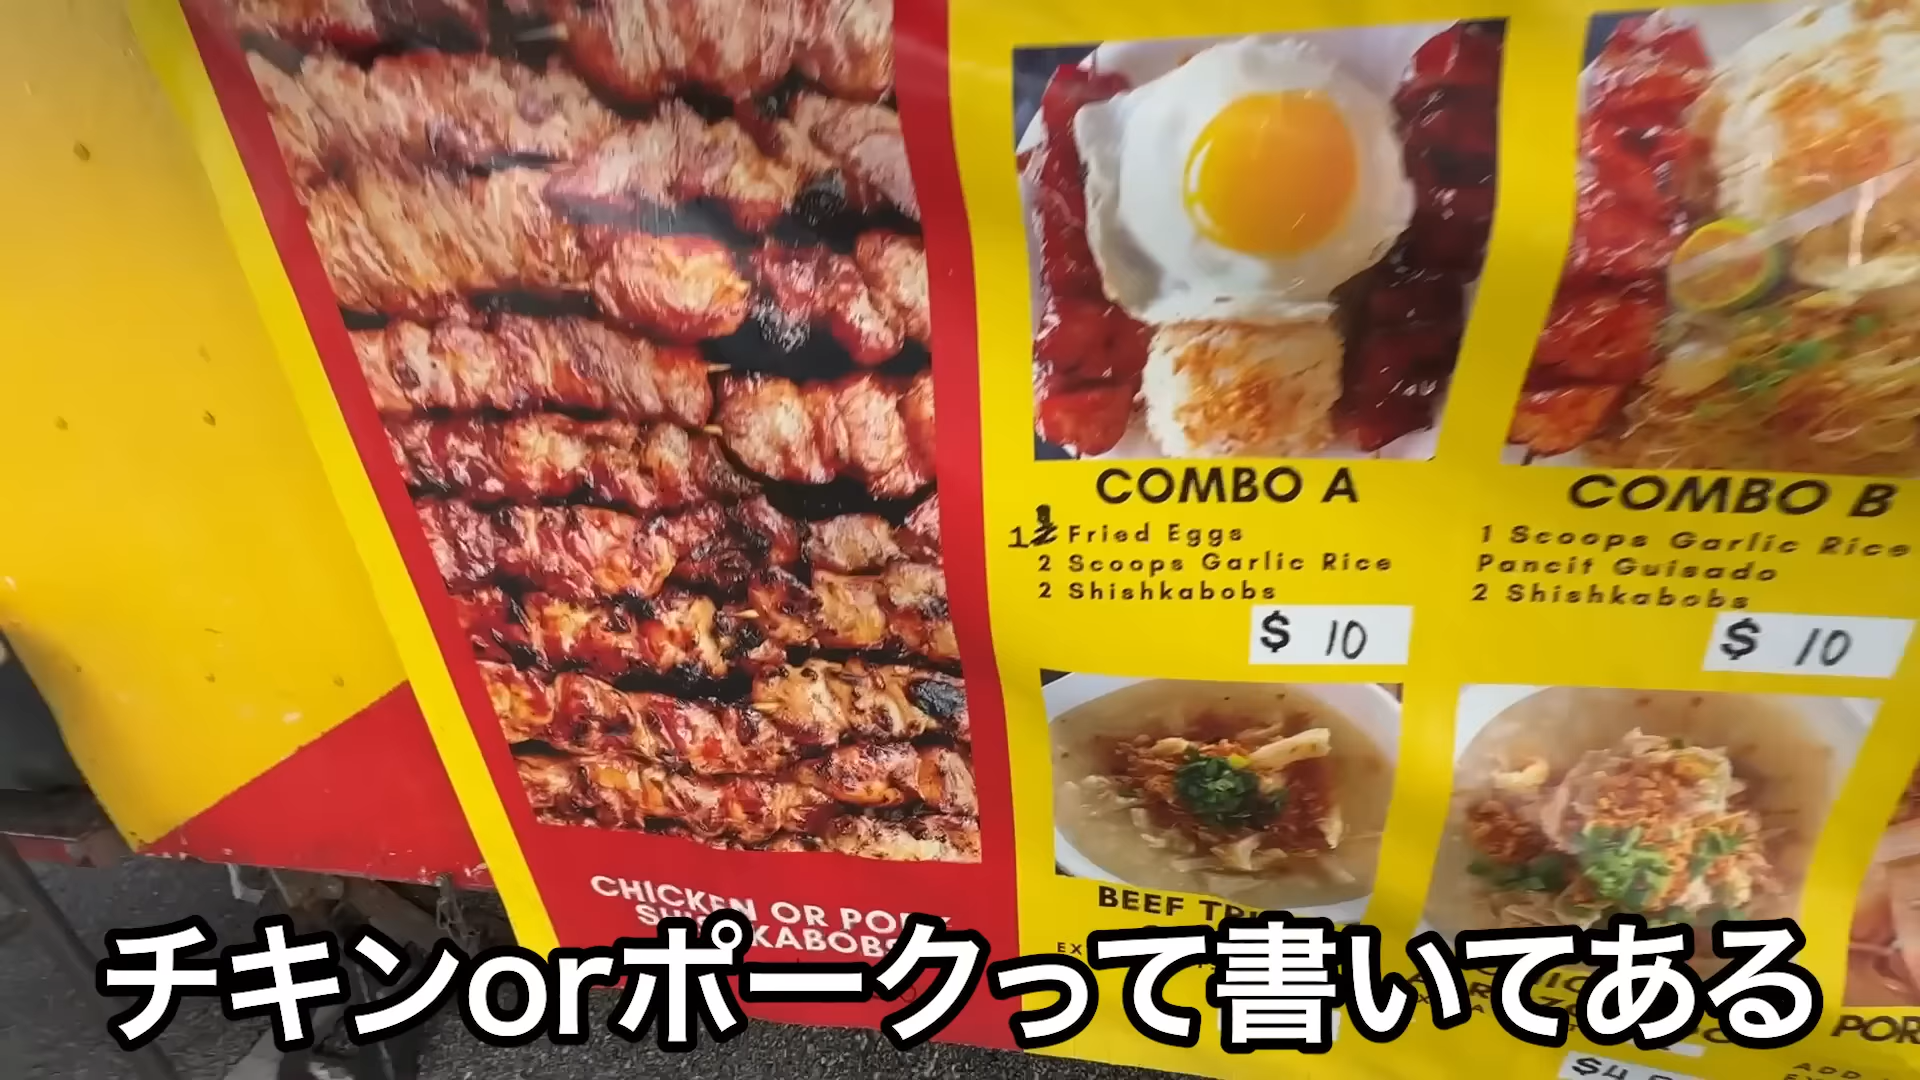 COMBO A
1 Fried Eggs
2 Scoops Garlic Rice
2 Shishkabobs
$ 10
COMBO B
1 Scoops Garlic Rice
Pancit Guisado
2 Shishkabobs
$ 10
CHICKEN OR PORK
SHISHKABOBS
BEEF
チキンorポークって書いてある